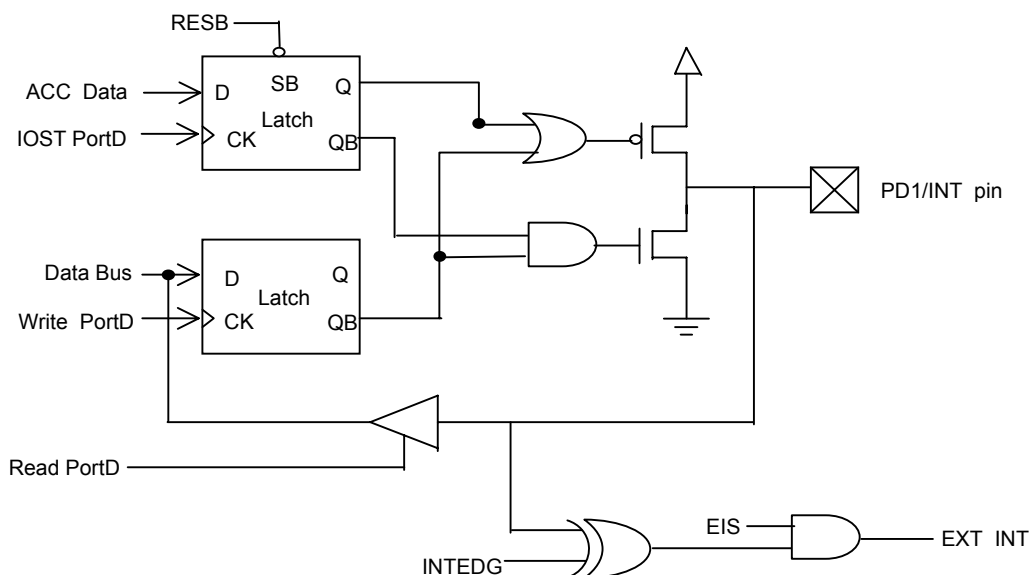 RESB
SB
ACC Data
D
Q
Latch
IOST PortD
CK
QB
PD1/INT pin
Data Bus
D
Q
Latch
Write PortD
CK
QB
Read PortD
EIS
EXT INT
INTEDG